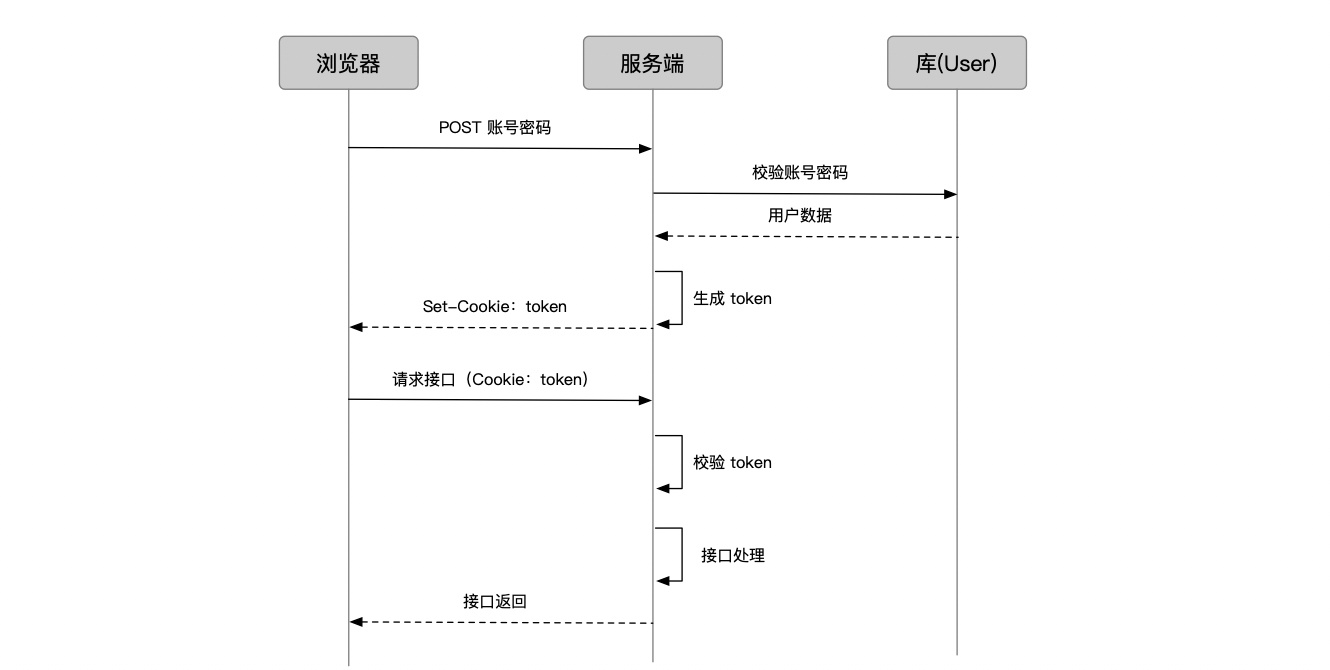 浏览器
服务端
库(User)
POST 账号密码
校验账号密码
用户数据
生成 token
Set-Cookie：token
请求接口（Cookie：token）
校验 token
接口处理
接口返回